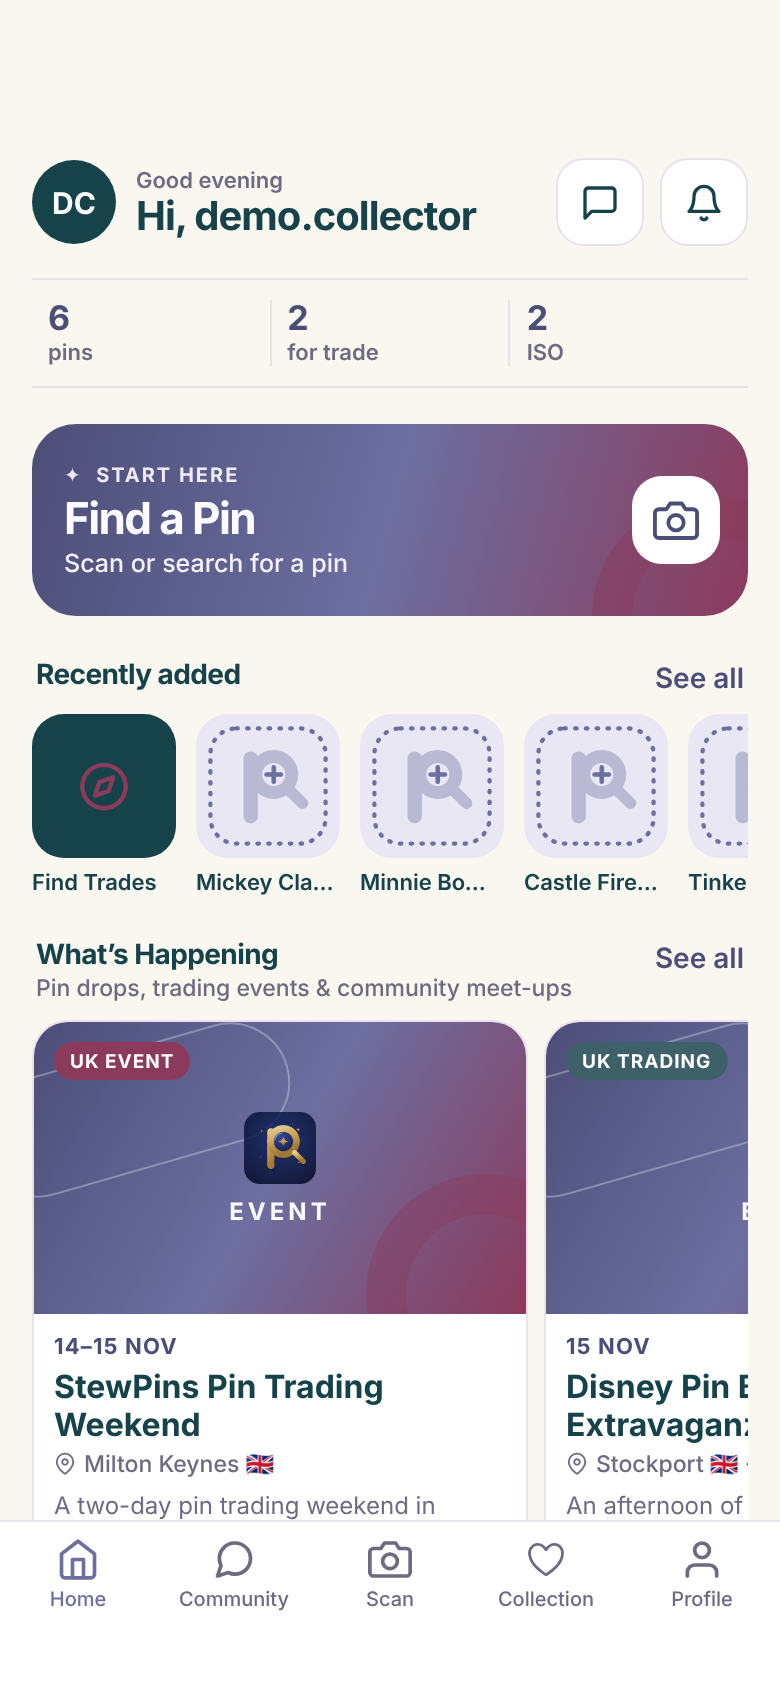 DC
Good evening
Hi, demo.collector
6
pins
2
for trade
2
ISO
START HERE
Find a Pin
Scan or search for a pin
Recently added
See all
Find Trades
Mickey Cla...
Minnie Bo...
Castle Fire...
Tinke
What's Happening
See all
Pin drops, trading events & community meet-ups
UK EVENT
EVENT
14–15 NOV
StewPins Pin Trading
Weekend
Milton Keynes 🇬🇧
A two-day pin trading weekend in
UK TRADING
E
15 NOV
Disney Pin E
Extravaganz
Stockport 🇬🇧
An afternoon of
Home
Community
Scan
Collection
Profile